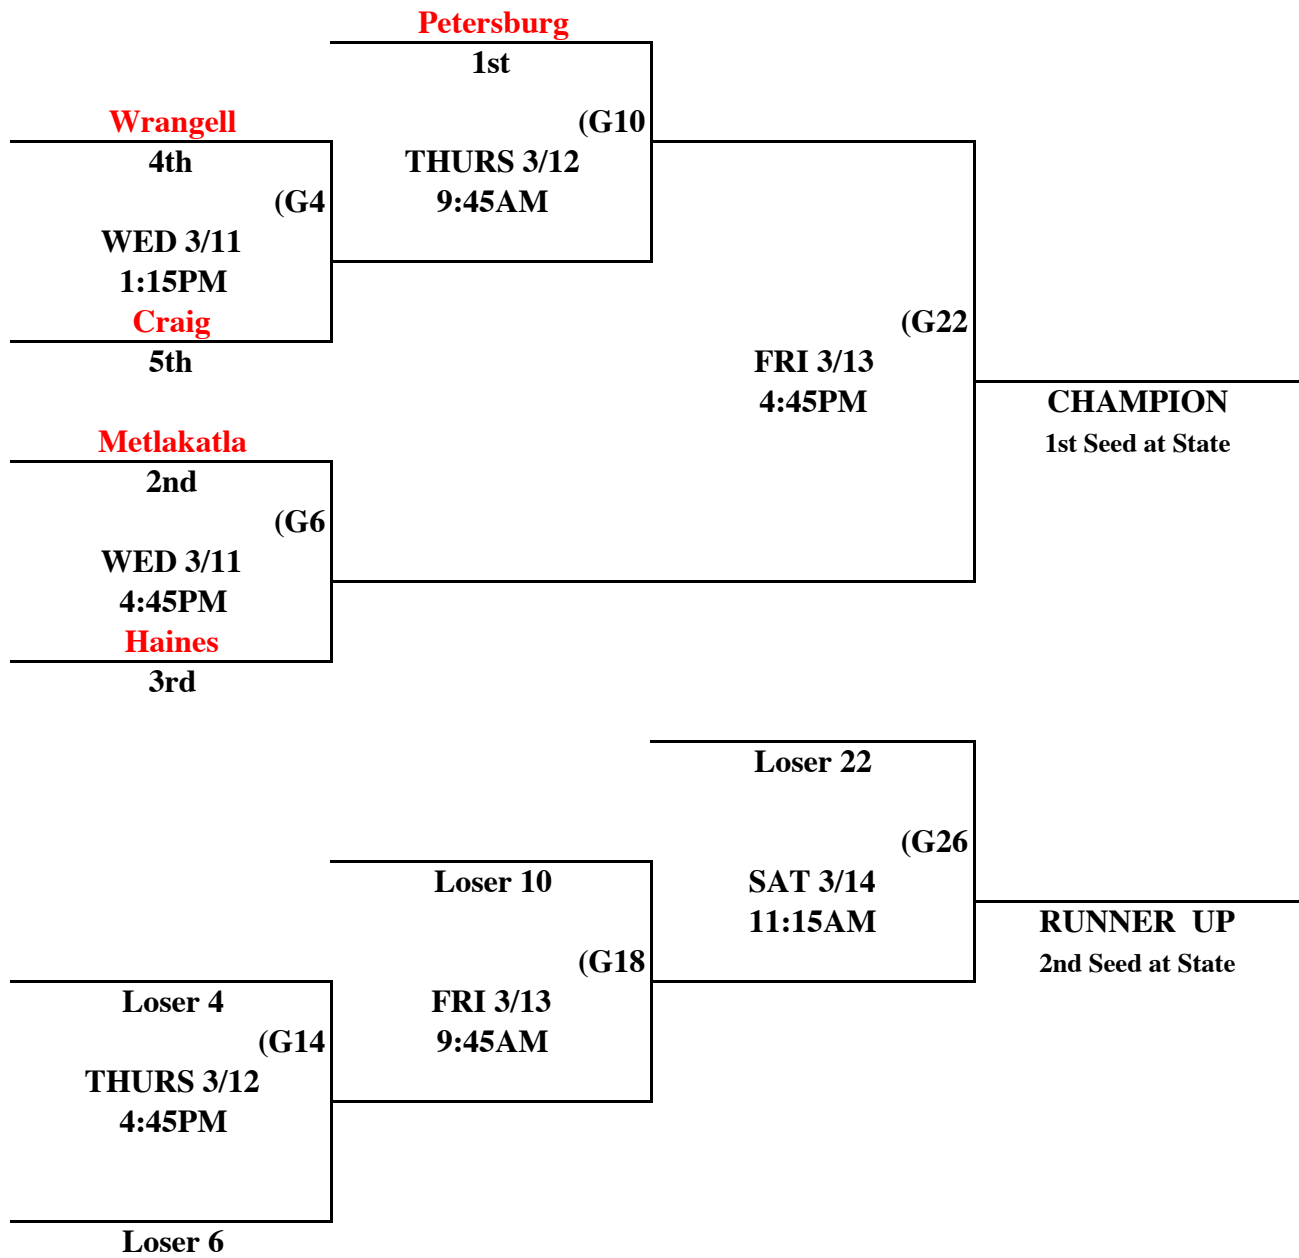 Petersburg
1st
Wrangell
(G10
4th
THURS 3/12
(G4
9:45AM
WED 3/11
1:15PM
Craig
(G22
5th
FRI 3/13
4:45PM
CHAMPION
Metlakatla
1st Seed at State
2nd
(G6
WED 3/11
4:45PM
Haines
3rd
Loser 22
(G26
Loser 10
SAT 3/14
11:15AM
RUNNER  UP
(G18
2nd Seed at State
Loser 4
FRI 3/13
(G14
9:45AM
THURS 3/12
4:45PM
Loser 6